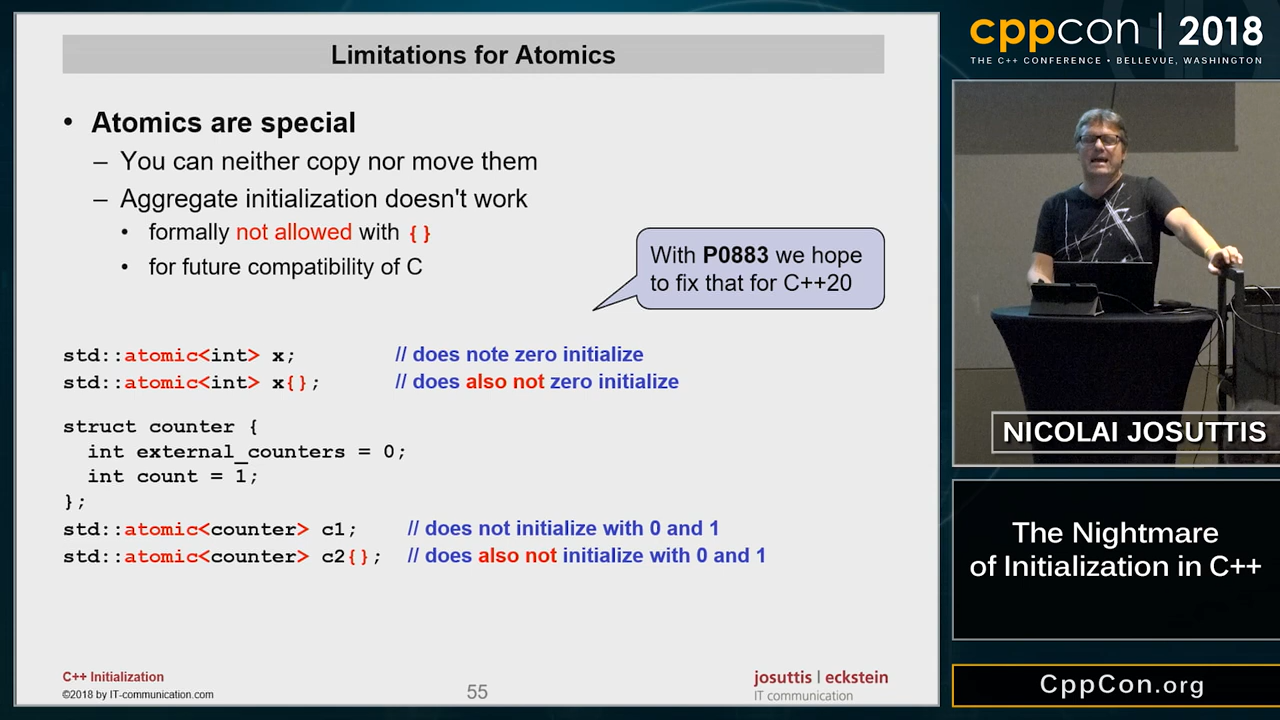 Limitations for Atomics
• Atomics are special
– You can neither copy nor move them
– Aggregate initialization doesn't work
• formally not allowed with {}
• for future compatibility of C
With P0883 we hope
to fix that for C++20
std::atomic<int> x; // does note zero initialize
std::atomic<int> x{}; // does also not zero initialize
struct counter {
int external_counters = 0;
int count = 1;
};
std::atomic<counter> c1; // does not initialize with 0 and 1
std::atomic<counter> c2{}; // does also not initialize with 0 and 1
C++ Initialization
©2018 by IT-communication.com
55
josuttis | eckstein
IT communication
cppcon | 2018
THE C++ CONFERENCE • BELLEVUE, WASHINGTON
NICOLAI JOSUTTIS
The Nightmare
of Initialization in C++
CppCon.org